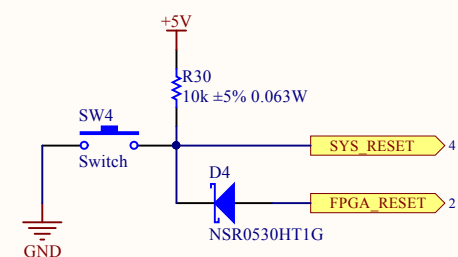 +5V
R30
10k ±5% 0.063W
SW4
Switch
SYS_RESET 4
D4
FPGA_RESET 2
NSR0530HT1G
GND